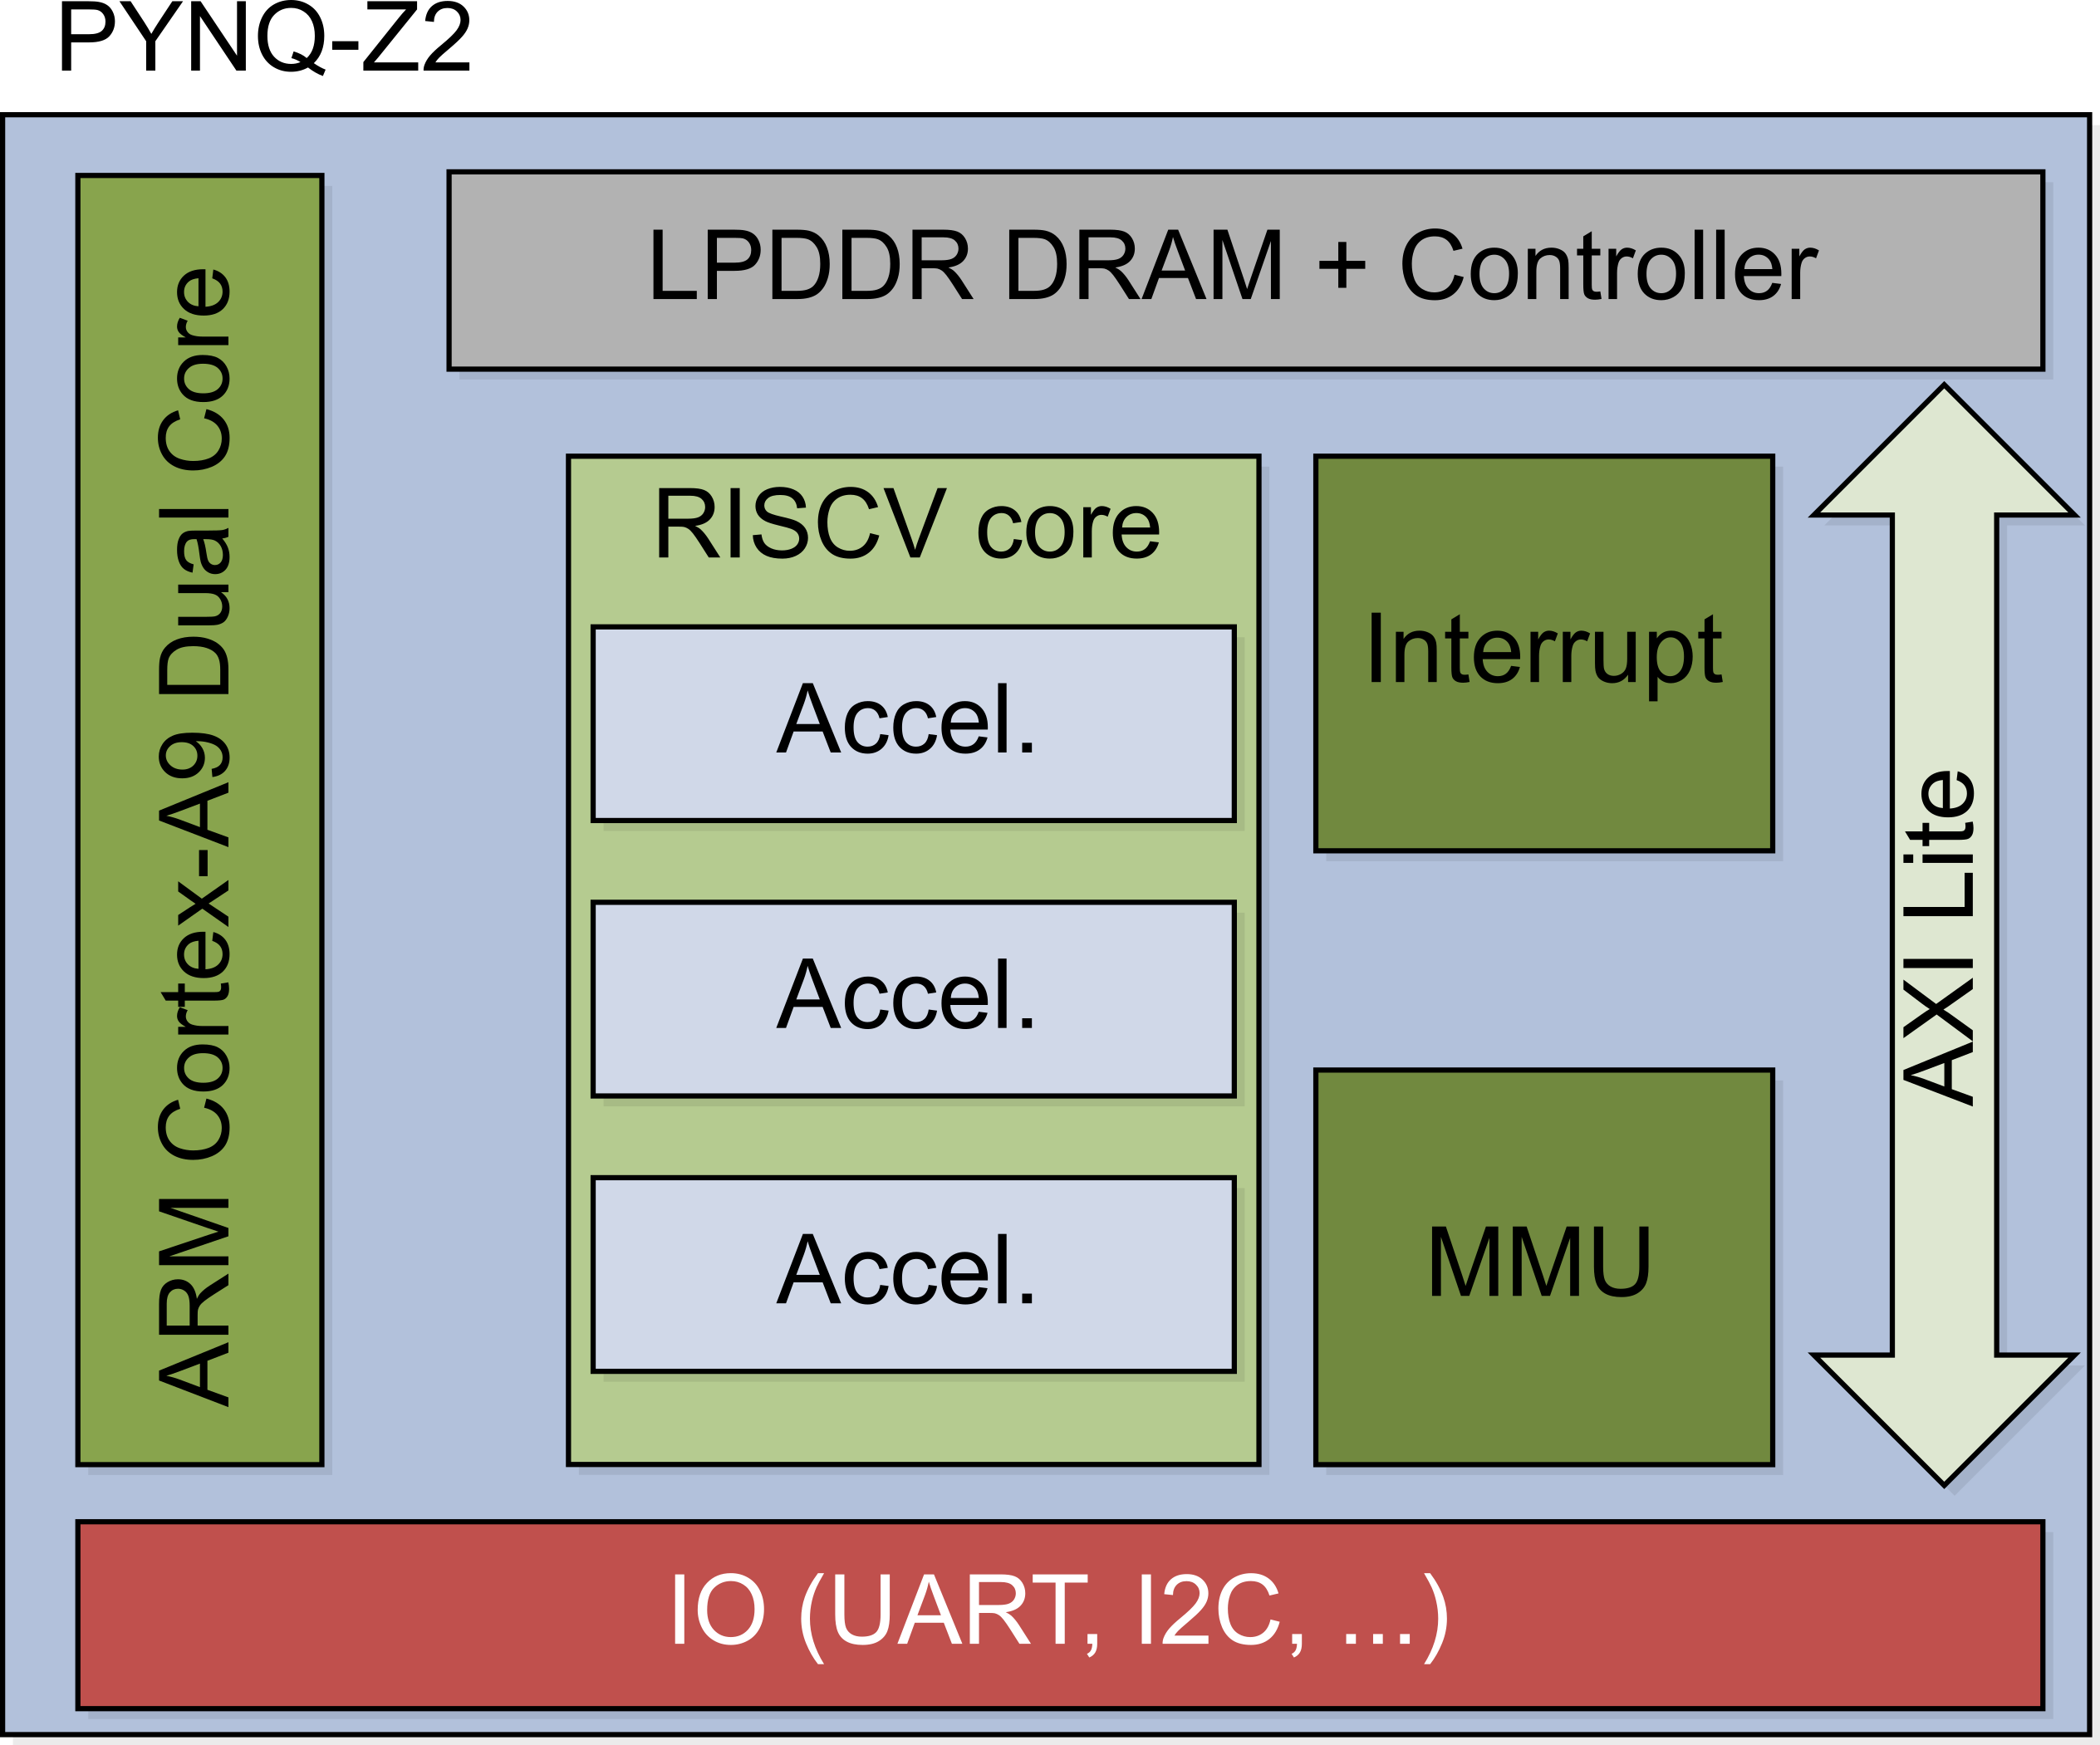 PYNQ-Z2
ARM Cortex-A9 Dual Core
LPDDR DRAM + Controller
RISCV core
Accel.
Accel.
Accel.
Interrupt
MMU
AXI Lite
IO (UART, I2C, ...)